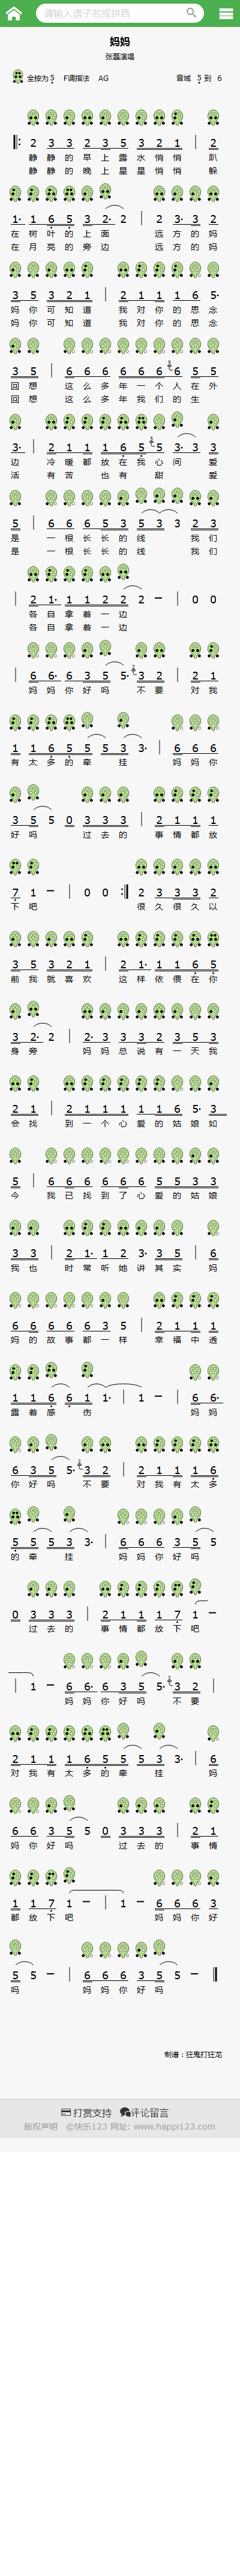 请输入谱子名或拼音
妈妈
张磊演唱
全按为5 F调指法 AG 音域 5 到 6
2 3 3 2 3 5 3 2 1 | 2
静 静 的 早 上 露 水 悄 悄 趴
静 静 的 晚 上 星 星 悄 悄 躲
1· 1 6 5 3 2· 2 | 2 3· 3 2
在 树 叶 的 上 面 远 方 的 妈
在 月 亮 的 旁 边 远 方 的 妈
3 5 3 2 1 | 2 1 1 1 6 5·
妈 你 可 知 道 我 对 你 的 思 念
妈 你 可 知 道 我 对 你 的 思 念
3 5 | 6 6 6 6 6 6 6 5 5
回 想 这 么 多 年 一 个 人 在 外
回 想 这 么 多 年 我 们 的 生
3· | 2 1 1 1 6 5 5 3· 3 3
边 冷 暖 都 放 在 我 心 间 爱
活 有 苦 也 有 甜 爱
5 | 6 6 6 5 3 5 3 3 2 3
是 一 根 长 长 的 线 我 们
是 一 根 长 长 的 线 我 们
| 2 1· 1 1 2 2 2 － | 0 0
各 自 拿 着 一 边
各 自 拿 着 一 边
| 6 6· 6 3 5 5· 3 2 | 2 1
妈 妈 你 好 吗 不 要 对 我
1 1 6 5 5 5 3 3· | 6 6 6
有 太 多 的 牵 挂 妈 妈 你
3 5 5 0 3 3 3 | 2 1 1 1
好 吗 过 去 的 事 情 都 放
7 1 － | 0 0 :| 2 3 3 3 2
下 吧 很 久 很 久 以
3 5 3 2 1 | 2 1· 1 1 6 5
前 我 就 喜 欢 这 样 依 偎 在 你
3 2· 2 | 2· 3 3 3 2 3 5 3
身 旁 妈 妈 总 说 有 一 天 我
2 1 | 2 1 1 1 1 1 6 5· 3
会 找 到 一 个 心 爱 的 姑 娘 如
5 | 6 6 6 6 6 6 5 5 3 3
今 我 已 找 到 了 心 爱 的 姑 娘
3 3 | 2 1· 1 2 3· 3 5 | 6
我 也 时 常 听 她 讲 其 实 妈
6 6 6 6 6 3 5 | 2 1 1 1
妈 的 故 事 都 一 样 幸 福 中 透
1 1 6 6 1 1· | 1 － | 6 6·
露 着 感 伤 妈 妈
6 3 5 5· 3 2 | 2 1 1 1 6
你 好 吗 不 要 对 我 有 太 多
5 5 5 3 3· | 6 6 6 3 5 5
的 牵 挂 妈 妈 你 好 吗
0 3 3 3 | 2 1 1 1 7 1 －
过 去 的 事 情 都 放 下 吧
| 1 － 6 6· 6 3 5 5· 3 2 |
妈 妈 你 好 吗 不 要
2 1 1 1 6 5 5 5 3 3· | 6
对 我 有 太 多 的 牵 挂 妈
6 6 3 5 5 0 3 3 3 | 2 1
妈 你 好 吗 过 去 的 事 情
1 1 7 1 － | 1 － 6 6 6 3
都 放 下 吧 妈 妈 你 好
5 5 － | 6 6 6 3 5 5 －
吗 妈 妈 你 好 吗
制谱：狂鬼打狂龙
打赏支持 评论留言
版权声明 ©快乐123 网址：www.happi123.com